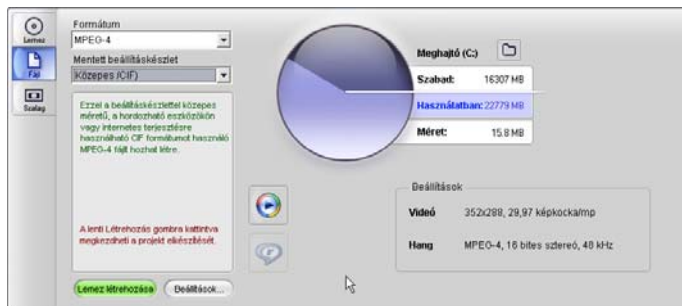 Lemez
Fájl
Szalag
Formátum
MPEG-4
Mentett beállításkészlet
Közepes (CIF)
Ezzel a beállításkészlettel közepes
méretű, a hordozható eszközökön
vagy internetes terjesztésre
használható CIF formátumot használó
MPEG-4 fájlt hozhat létre.
A lenti Létrehozás gombra kattintva
megkezdheti a projekt elkészítését.
Lemez létrehozása
Beállítások...
Meghajtó (C:)
Szabad: 16307 MB
Használatban: 22779 MB
Méret: 15.8 MB
Beállítások
Videó 352x288, 29,97 képkocka/mp
Hang MPEG-4, 16 bites sztereó, 48 kHz